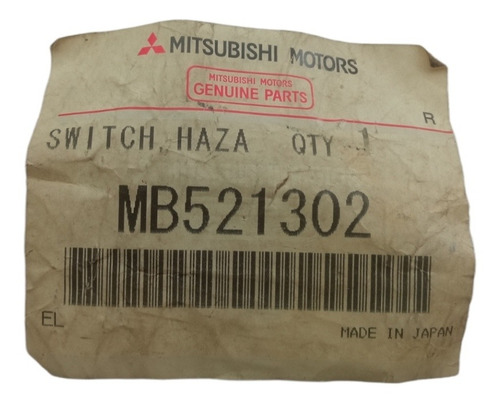 MITSUBISHI MOTORS
MITSUBISHI MOTORS
GENUINE PARTS
R
SWITCH, HAZA QTY 1
MB521302
EL
MADE IN JAPAN